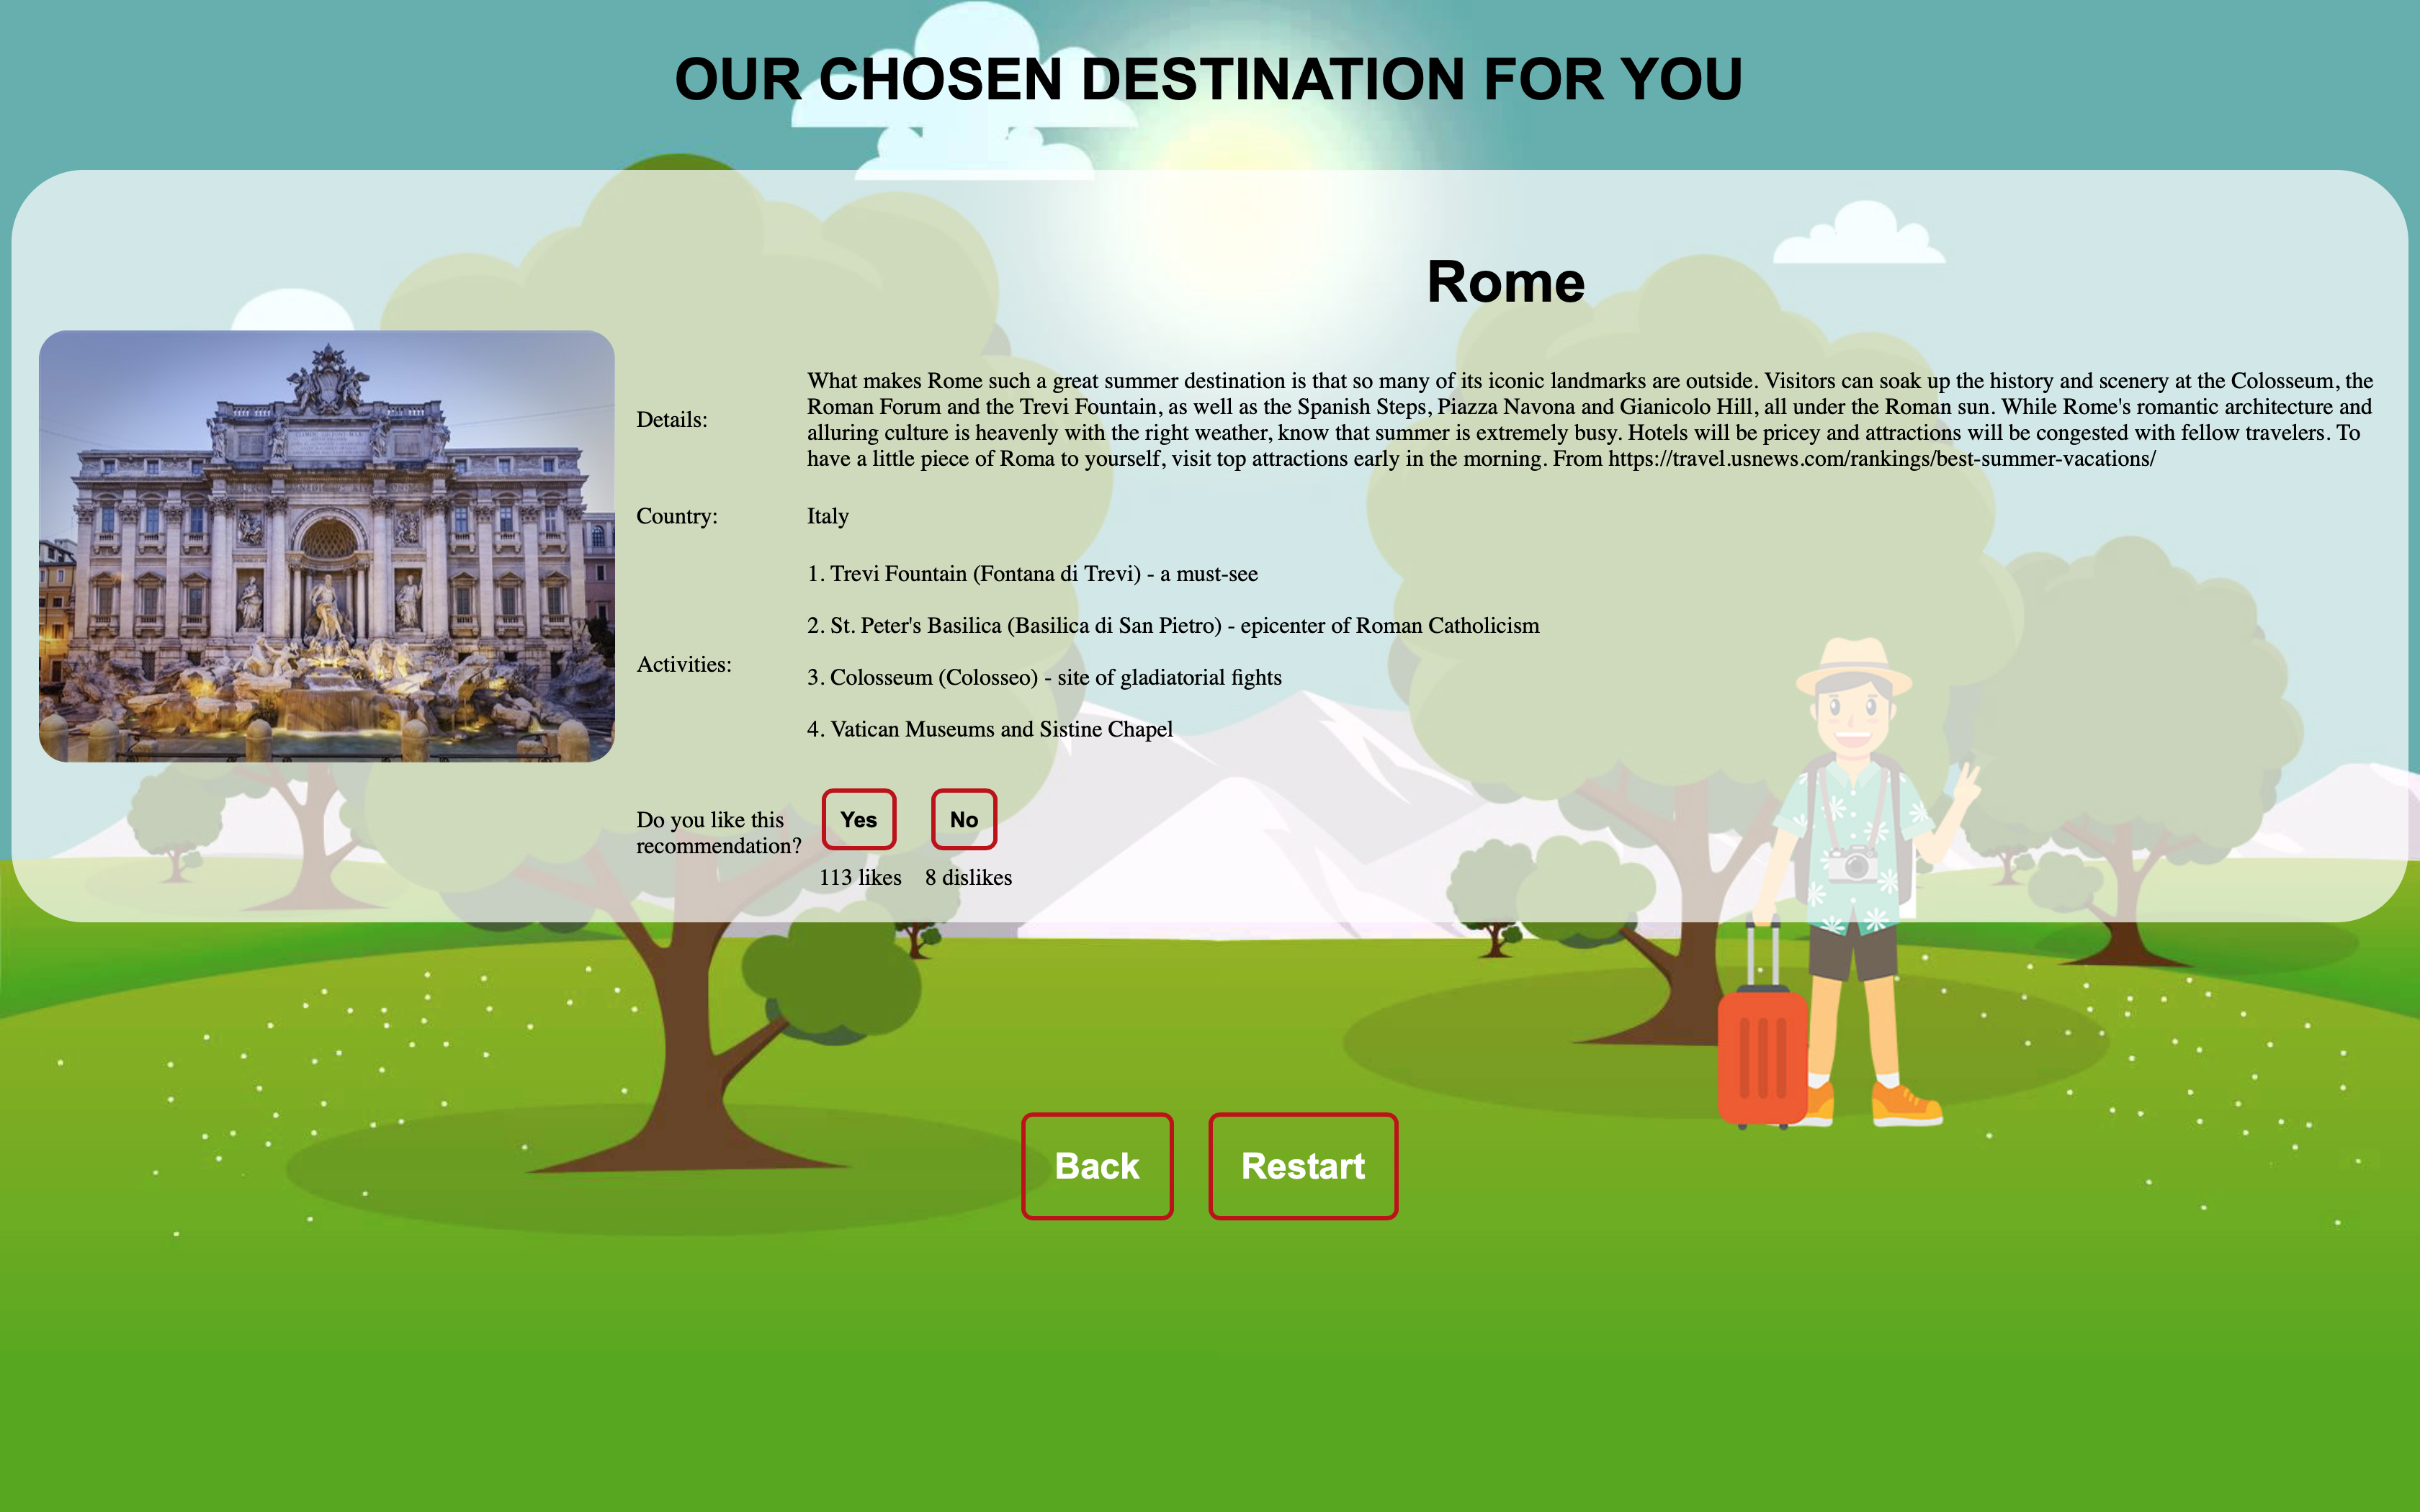 OUR CHOSEN DESTINATION FOR YOU
Rome
Details:
What makes Rome such a great summer destination is that so many of its iconic landmarks are outside. Visitors can soak up the history and scenery at the Colosseum, the
Roman Forum and the Trevi Fountain, as well as the Spanish Steps, Piazza Navona and Gianicolo Hill, all under the Roman sun. While Rome's romantic architecture and
alluring culture is heavenly with the right weather, know that summer is extremely busy. Hotels will be pricey and attractions will be congested with fellow travelers. To
have a little piece of Roma to yourself, visit top attractions early in the morning. From https://travel.usnews.com/rankings/best-summer-vacations/
Country:
Italy
Activities:
1. Trevi Fountain (Fontana di Trevi) - a must-see
2. St. Peter's Basilica (Basilica di San Pietro) - epicenter of Roman Catholicism
3. Colosseum (Colosseo) - site of gladiatorial fights
4. Vatican Museums and Sistine Chapel
Do you like this
recommendation?
Yes
No
113 likes
8 dislikes
Back
Restart